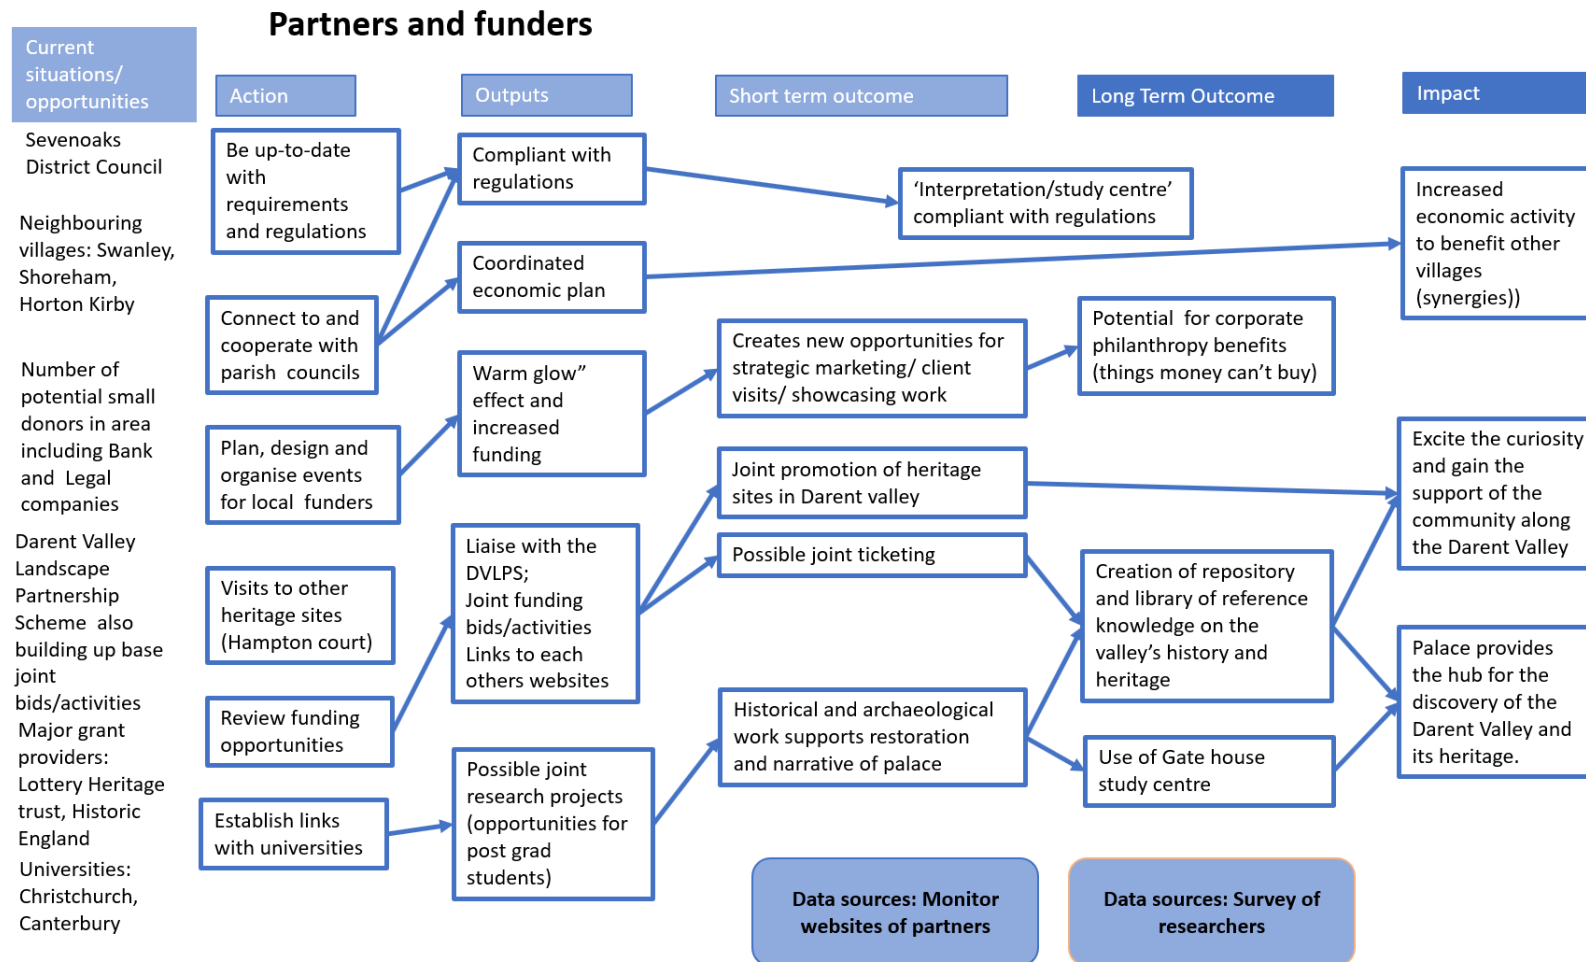 Partners and funders
Current
situations/
opportunities
Action
Outputs
Short term outcome
Long Term Outcome
Impact
Sevenoaks
District Council
Neighbouring
villages: Swanley,
Shoreham,
Horton Kirby
Number of
potential small
donors in area
including Bank
and Legal
companies
Darent Valley
Landscape
Partnership
Scheme also
building up base
joint
bids/activities
Major grant
providers:
Lottery Heritage
trust, Historic
England
Universities:
Christchurch,
Canterbury
Be up-to-date
with
requirements
and regulations
Connect to and
cooperate with
parish councils
Plan, design and
organise events
for local funders
Visits to other
heritage sites
(Hampton court)
Review funding
opportunities
Establish links
with universities
Compliant with
regulations
Coordinated
economic plan
Warm glow” 
effect and
increased
funding
Liaise with the
DVLPS;
Joint funding
bids/activities
Links to each
others websites
Possible joint
research projects
(opportunities for
post grad
students)
‘Interpretation/study centre’
compliant with regulations
Creates new opportunities for
strategic marketing/ client
visits/ showcasing work
Joint promotion of heritage
sites in Darent valley
Possible joint ticketing
Historical and archaeological
work supports restoration
and narrative of palace
Potential for corporate
philanthropy benefits
(things money can’t buy)
Creation of repository
and library of reference
knowledge on the
valley’s history and
heritage
Use of Gate house
study centre
Increased
economic activity
to benefit other
villages
(synergies))
Excite the curiosity
and gain the
support of the
community along
the Darent Valley
Palace provides
the hub for the
discovery of the
Darent Valley and
its heritage.
Data sources: Monitor
websites of partners
Data sources: Survey of
researchers